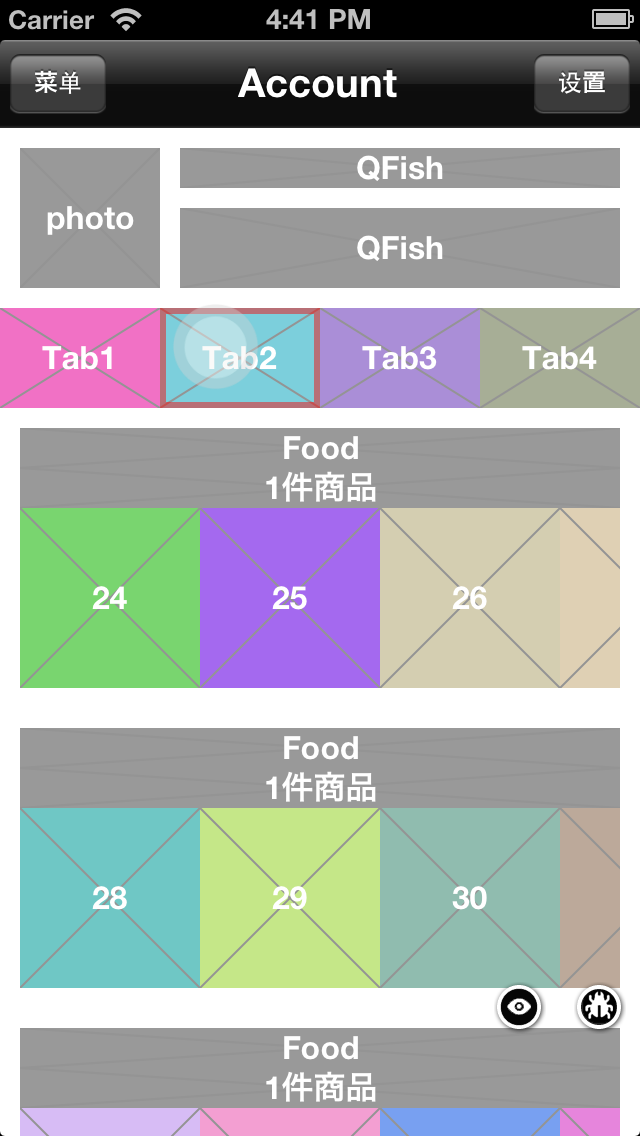 Carrier 4:41 PM
菜单 Account 设置
photo
QFish
QFish
Tab1 Tab2 Tab3 Tab4
Food
1件商品
24 25 26
Food
1件商品
28 29 30
Food
1件商品